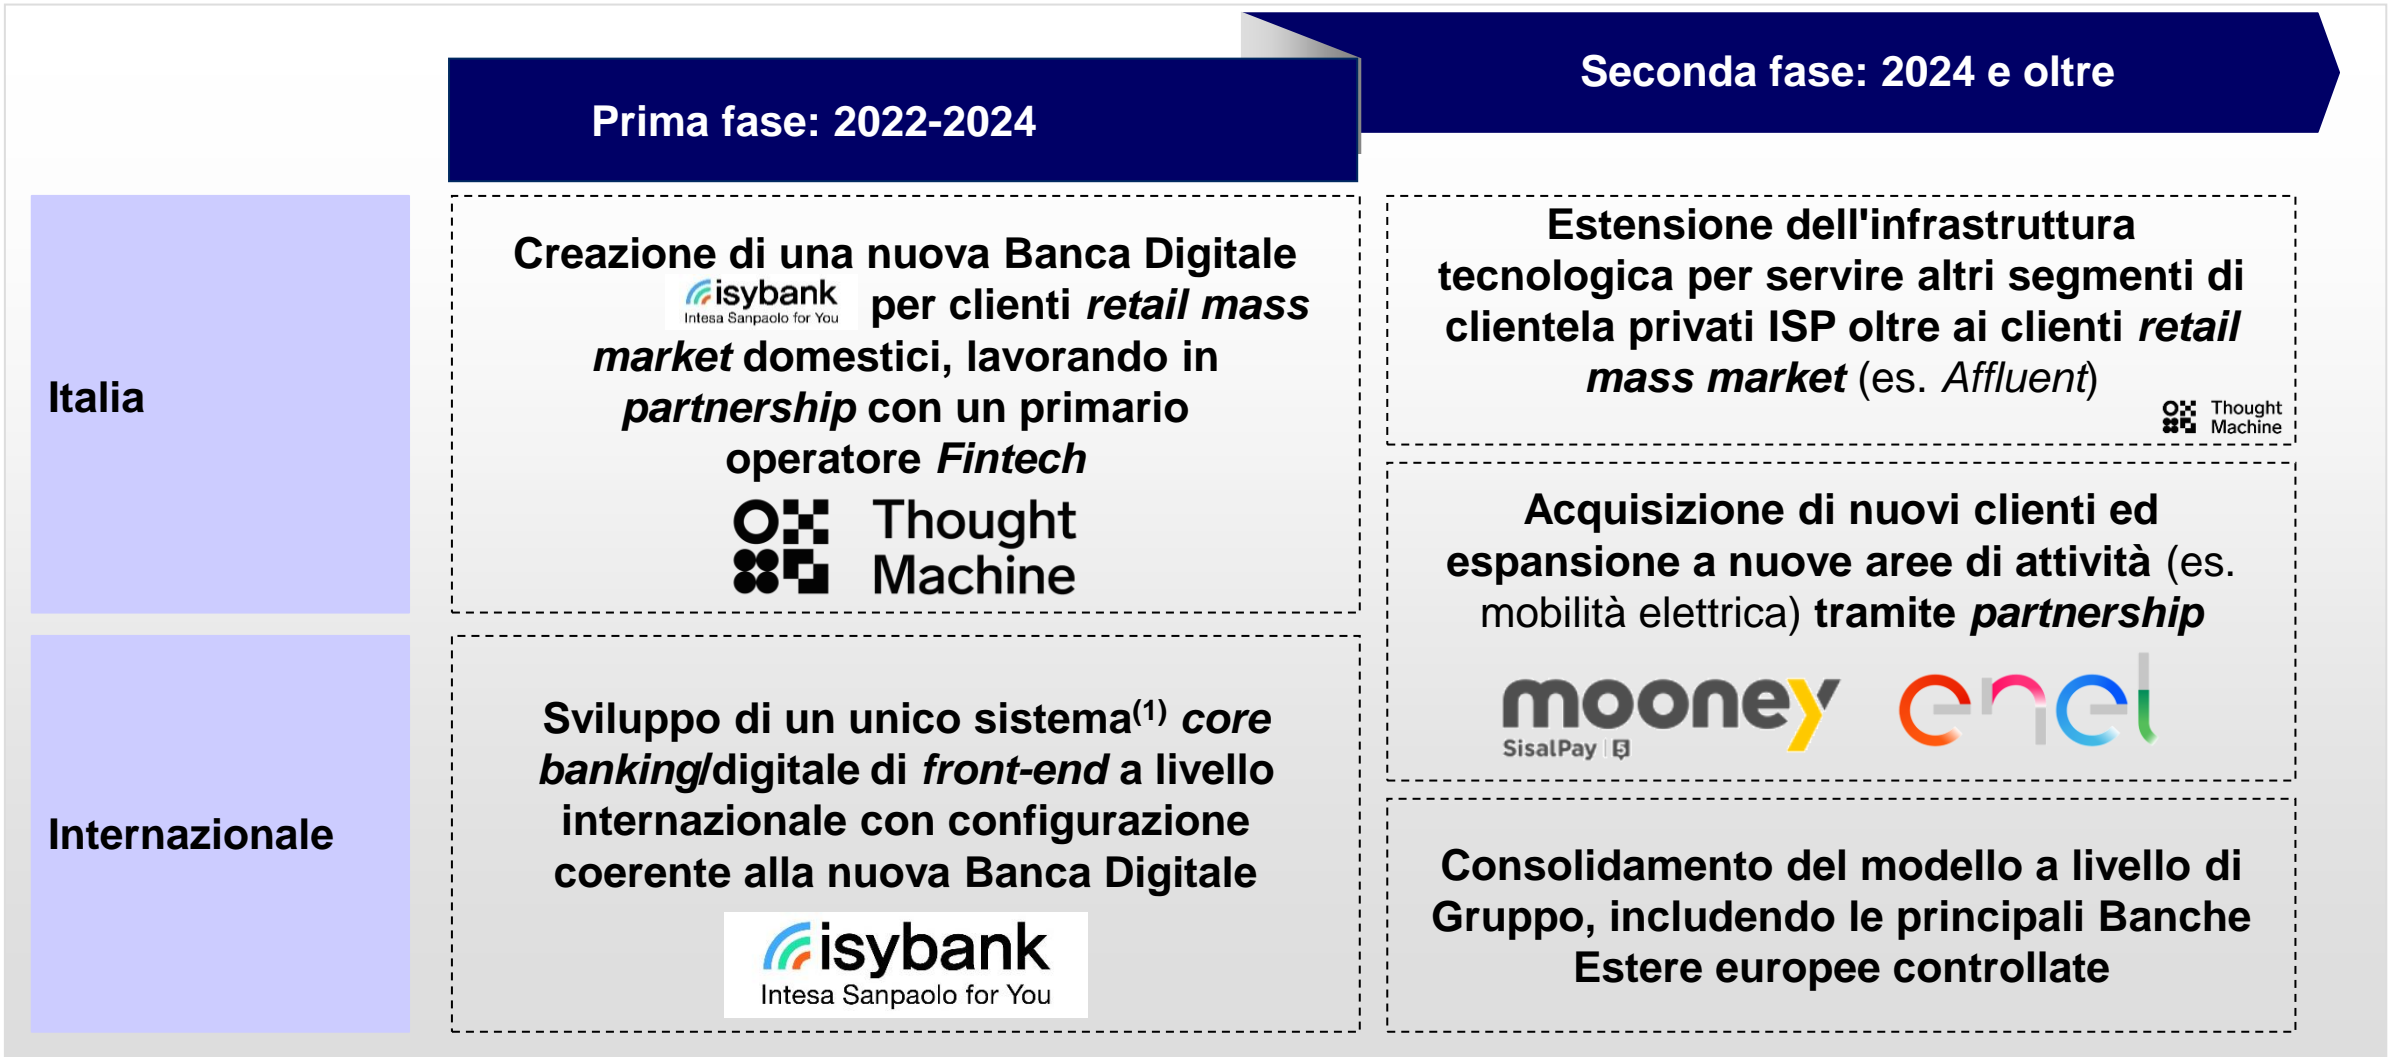 Prima fase: 2022-2024
Seconda fase: 2024 e oltre
Italia
Creazione di una nuova Banca Digitale
isybank
Intesa Sanpaolo for You
per clienti retail mass
market domestici, lavorando in
partnership con un primario
operatore Fintech
Thought
Machine
Estensione dell'infrastruttura
tecnologica per servire altri segmenti di
clientela privati ISP oltre ai clienti retail
mass market (es. Affluent)
Thought
Machine
Acquisizione di nuovi clienti ed
espansione a nuove aree di attività (es.
mobilità elettrica) tramite partnership
mooney
SisalPay 5
enel
Internazionale
Sviluppo di un unico sistema(1) core
banking/digitale di front-end a livello
internazionale con configurazione
coerente alla nuova Banca Digitale
isybank
Intesa Sanpaolo for You
Consolidamento del modello a livello di
Gruppo, includendo le principali Banche
Estere europee controllate